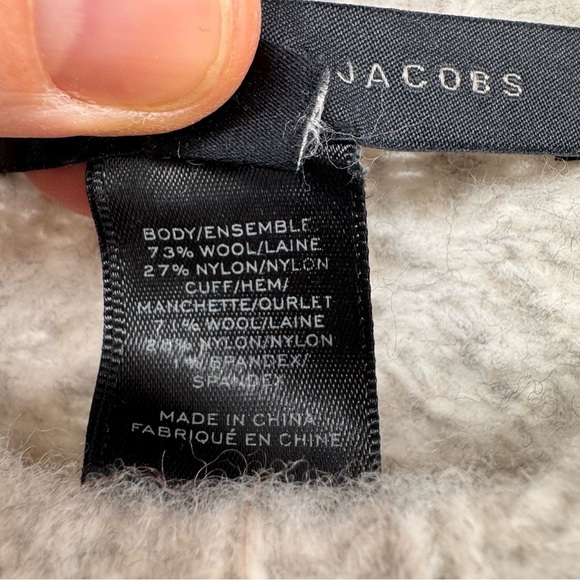 JACOBS
BODY/ENSEMBLE
73% WOOL/LAINE
27% NYLON/NYLON
CUFF/HEM/
MANCHETTE/OURLET
71% WOOL/LAINE
28% NYLON/NYLON
SPANDEX/
SPANDEX
MADE IN CHINA
FABRIQUÉ EN CHINE